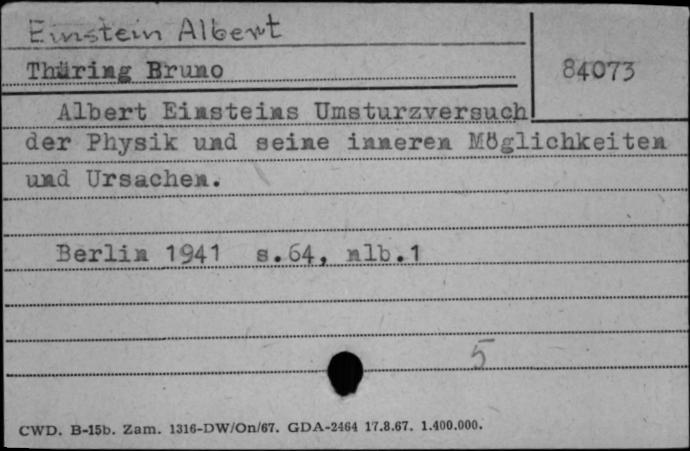 Einstein Albert
Thüring Bruno
84073
Albert Einsteins Umsturzversuch
der Physik und seine inneren Möglichkeiten
und Ursachen.
Berlin 1941 s.64, nlb.1
5
CWD. B-15b. Zam. 1316-DW/On/67. GDA-2464 17.8.67. 1.400.000.